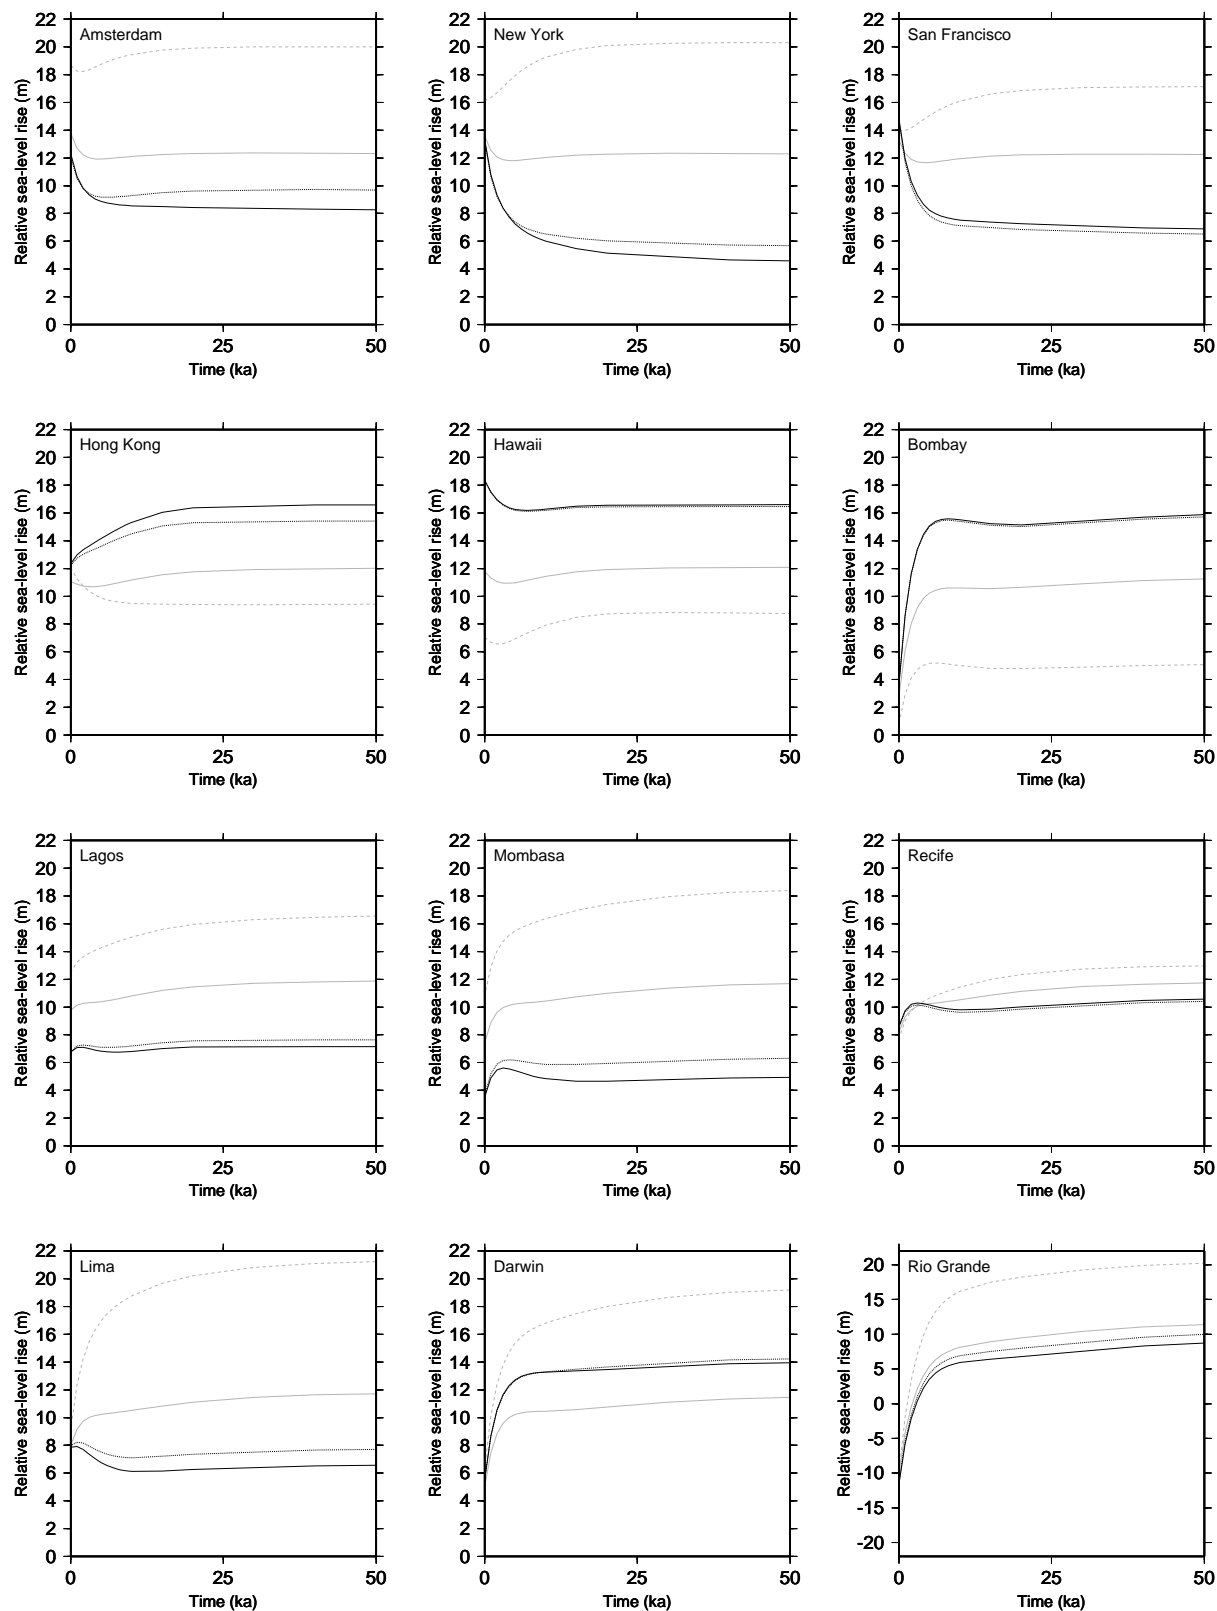 Amsterdam
Relative sea-level rise (m)
22
20
18
16
14
12
10
8
6
4
2
0
0 25 50
Time (ka)
New York
Relative sea-level rise (m)
22
20
18
16
14
12
10
8
6
4
2
0
0 25 50
Time (ka)
San Francisco
Relative sea-level rise (m)
22
20
18
16
14
12
10
8
6
4
2
0
0 25 50
Time (ka)
Hong Kong
Relative sea-level rise (m)
22
20
18
16
14
12
10
8
6
4
2
0
0 25 50
Time (ka)
Hawaii
Relative sea-level rise (m)
22
20
18
16
14
12
10
8
6
4
2
0
0 25 50
Time (ka)
Bombay
Relative sea-level rise (m)
22
20
18
16
14
12
10
8
6
4
2
0
0 25 50
Time (ka)
Lagos
Relative sea-level rise (m)
22
20
18
16
14
12
10
8
6
4
2
0
0 25 50
Time (ka)
Mombasa
Relative sea-level rise (m)
22
20
18
16
14
12
10
8
6
4
2
0
0 25 50
Time (ka)
Recife
Relative sea-level rise (m)
22
20
18
16
14
12
10
8
6
4
2
0
0 25 50
Time (ka)
Lima
Relative sea-level rise (m)
22
20
18
16
14
12
10
8
6
4
2
0
0 25 50
Time (ka)
Darwin
Relative sea-level rise (m)
22
20
18
16
14
12
10
8
6
4
2
0
0 25 50
Time (ka)
Rio Grande
Relative sea-level rise (m)
20
15
10
5
0
-5
-10
-15
-20
0 25 50
Time (ka)